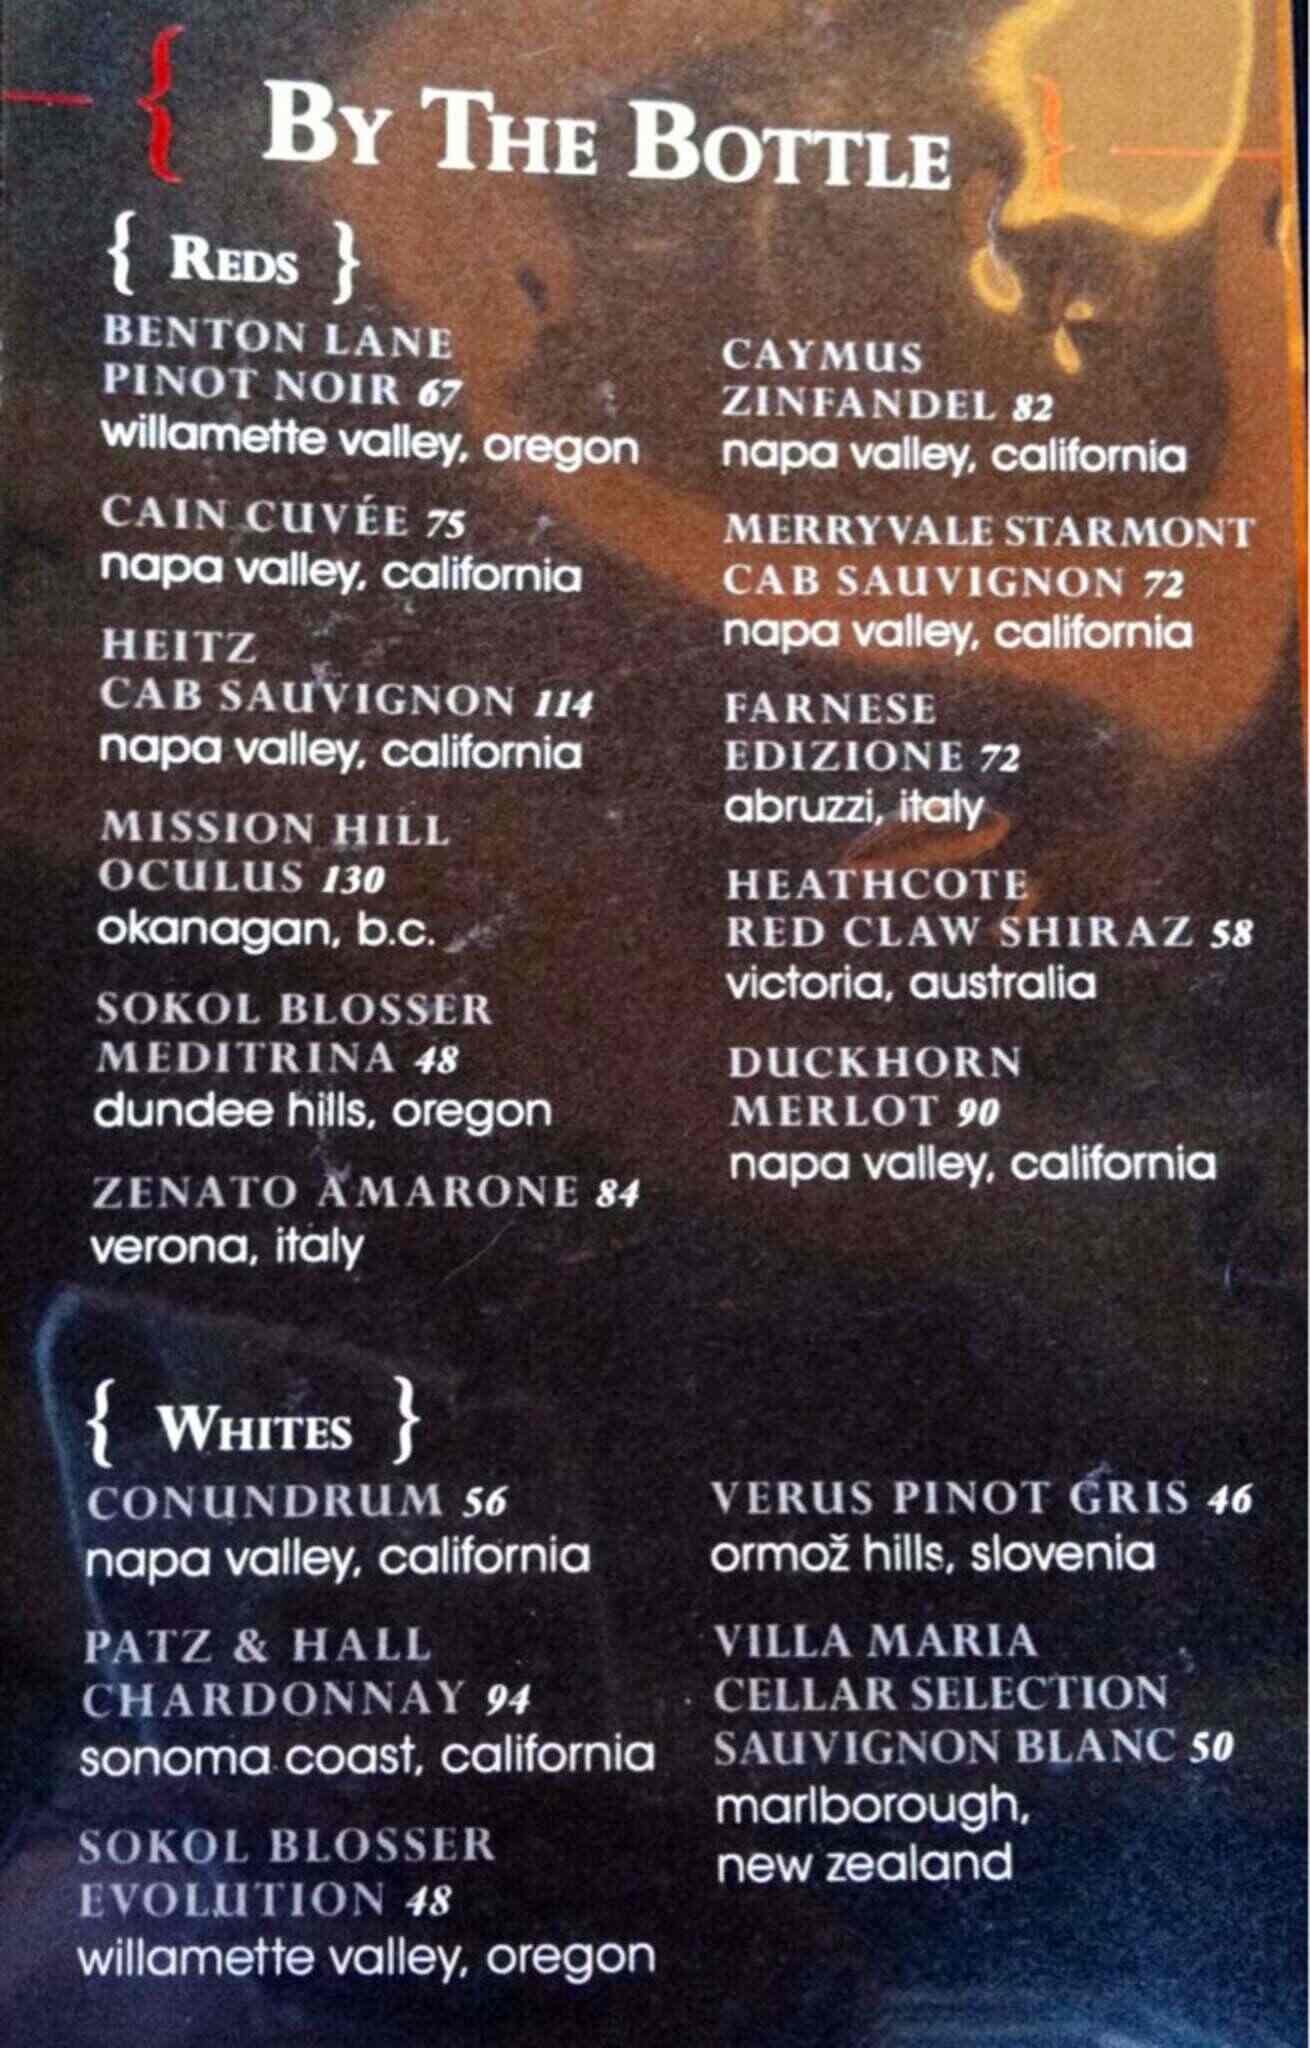 { BY THE BOTTLE }
{ REDS }
BENTON LANE
PINOT NOIR 67
willamette valley, oregon
CAIN CUVÉE 75
napa valley, california
HEITZ
CAB SAUVIGNON 114
napa valley, california
MISSION HILL
OCULUS 130
okanagan, b.c.
SOKOL BLOSSER
MEDITRINA 48
dundee hills, oregon
ZENATO AMARONE 84
verona, italy
CAYMUS
ZINFANDEL 82
napa valley, california
MERRYVALE STARMONT
CAB SAUVIGNON 72
napa valley, california
FARNESE
EDIZIONE 72
abruzzi, italy
HEATHCOTE
RED CLAW SHIRAZ 58
victoria, australia
DUCKHORN
MERLOT 90
napa valley, california
{ WHITES }
CONUNDRUM 56
napa valley, california
PATZ & HALL
CHARDONNAY 94
sonoma coast, california
SOKOL BLOSSER
EVOLUTION 48
willamette valley, oregon
VERUS PINOT GRIS 46
ormož hills, slovenia
VILLA MARIA
CELLAR SELECTION
SAUVIGNON BLANC 50
marlborough,
new zealand